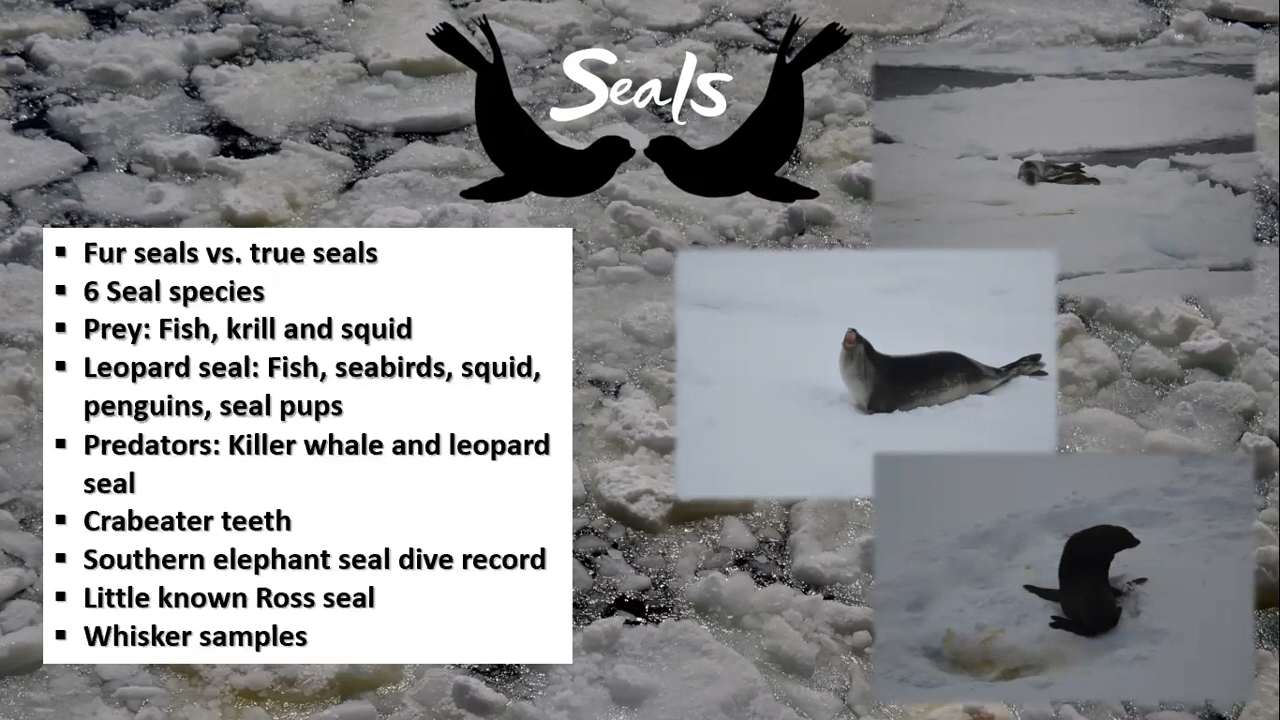 Seals
▪ Fur seals vs. true seals
▪ 6 Seal species
▪ Prey: Fish, krill and squid
▪ Leopard seal: Fish, seabirds, squid,
penguins, seal pups
▪ Predators: Killer whale and leopard
seal
▪ Crabeater teeth
▪ Southern elephant seal dive record
▪ Little known Ross seal
▪ Whisker samples